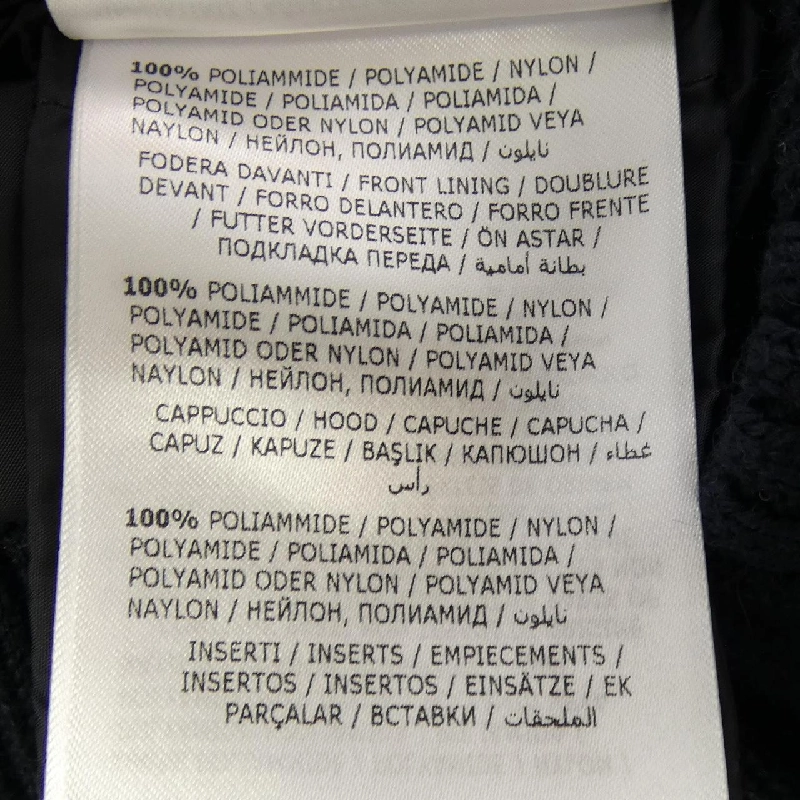 100% POLIAMMIDE / POLYAMIDE / NYLON /
POLYAMIDE / POLIAMIDA / POLIAMIDA /
POLYAMID ODER NYLON / POLYAMID VEYA
NAYLON / НЕЙЛОН, ПОЛИАМИД / نايلون
FODERA DAVANTI / FRONT LINING / DOUBLURE
DEVANT / FORRO DELANTERO / FORRO FRENTE
/ FUTTER VORDERSEITE / ÖN ASTAR /
ПОДКЛАДКА ПЕРЕДА / بطانة أمامية
100% POLIAMMIDE / POLYAMIDE / NYLON /
POLYAMIDE / POLIAMIDA / POLIAMIDA /
POLYAMID ODER NYLON / POLYAMID VEYA
NAYLON / НЕЙЛОН, ПОЛИАМИД / نايلون
CAPPUCCIO / HOOD / CAPUCHE / CAPUCHA /
CAPUZ / KAPUZE / BAŞLIK / КАПЮШОН / غطاء
رأس
100% POLIAMMIDE / POLYAMIDE / NYLON /
POLYAMIDE / POLIAMIDA / POLIAMIDA /
POLYAMID ODER NYLON / POLYAMID VEYA
NAYLON / НЕЙЛОН, ПОЛИАМИД / نايلون
INSERTI / INSERTS / EMPIECEMENTS /
INSERTOS / INSERTOS / EINSÄTZE / EK
PARÇALAR / ВСТАВКИ / الملحقات